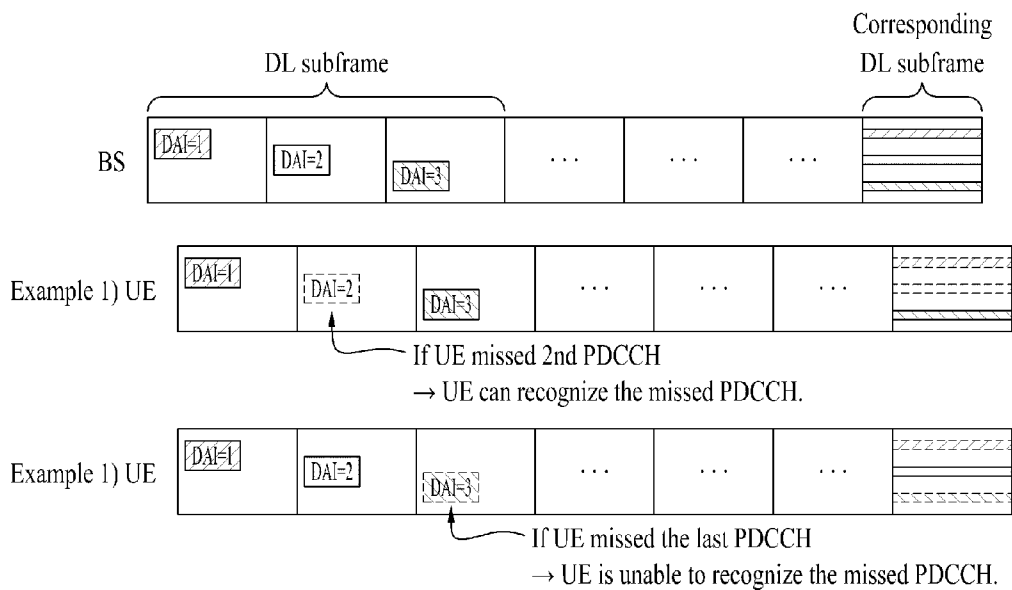 Corresponding
DL subframe
DL subframe
BS
DAI=1
DAI=2
DAI=3
...
...
...
Example 1) UE
DAI=1
DAI=2
DAI=3
...
...
...
If UE missed 2nd PDCCH
→ UE can recognize the missed PDCCH.
Example 1) UE
DAI=1
DAI=2
DAI=3
...
...
...
If UE missed the last PDCCH
→ UE is unable to recognize the missed PDCCH.